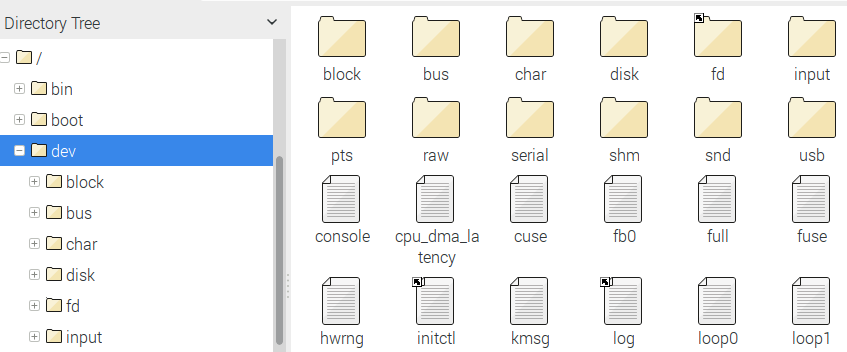 Directory Tree
/
bin
boot
dev
block
bus
char
disk
fd
input
block bus char disk fd input
pts raw serial shm snd usb
console cpu_dma_la cuse fb0 full fuse
tency
hwrng initctl kmsg log loop0 loop1